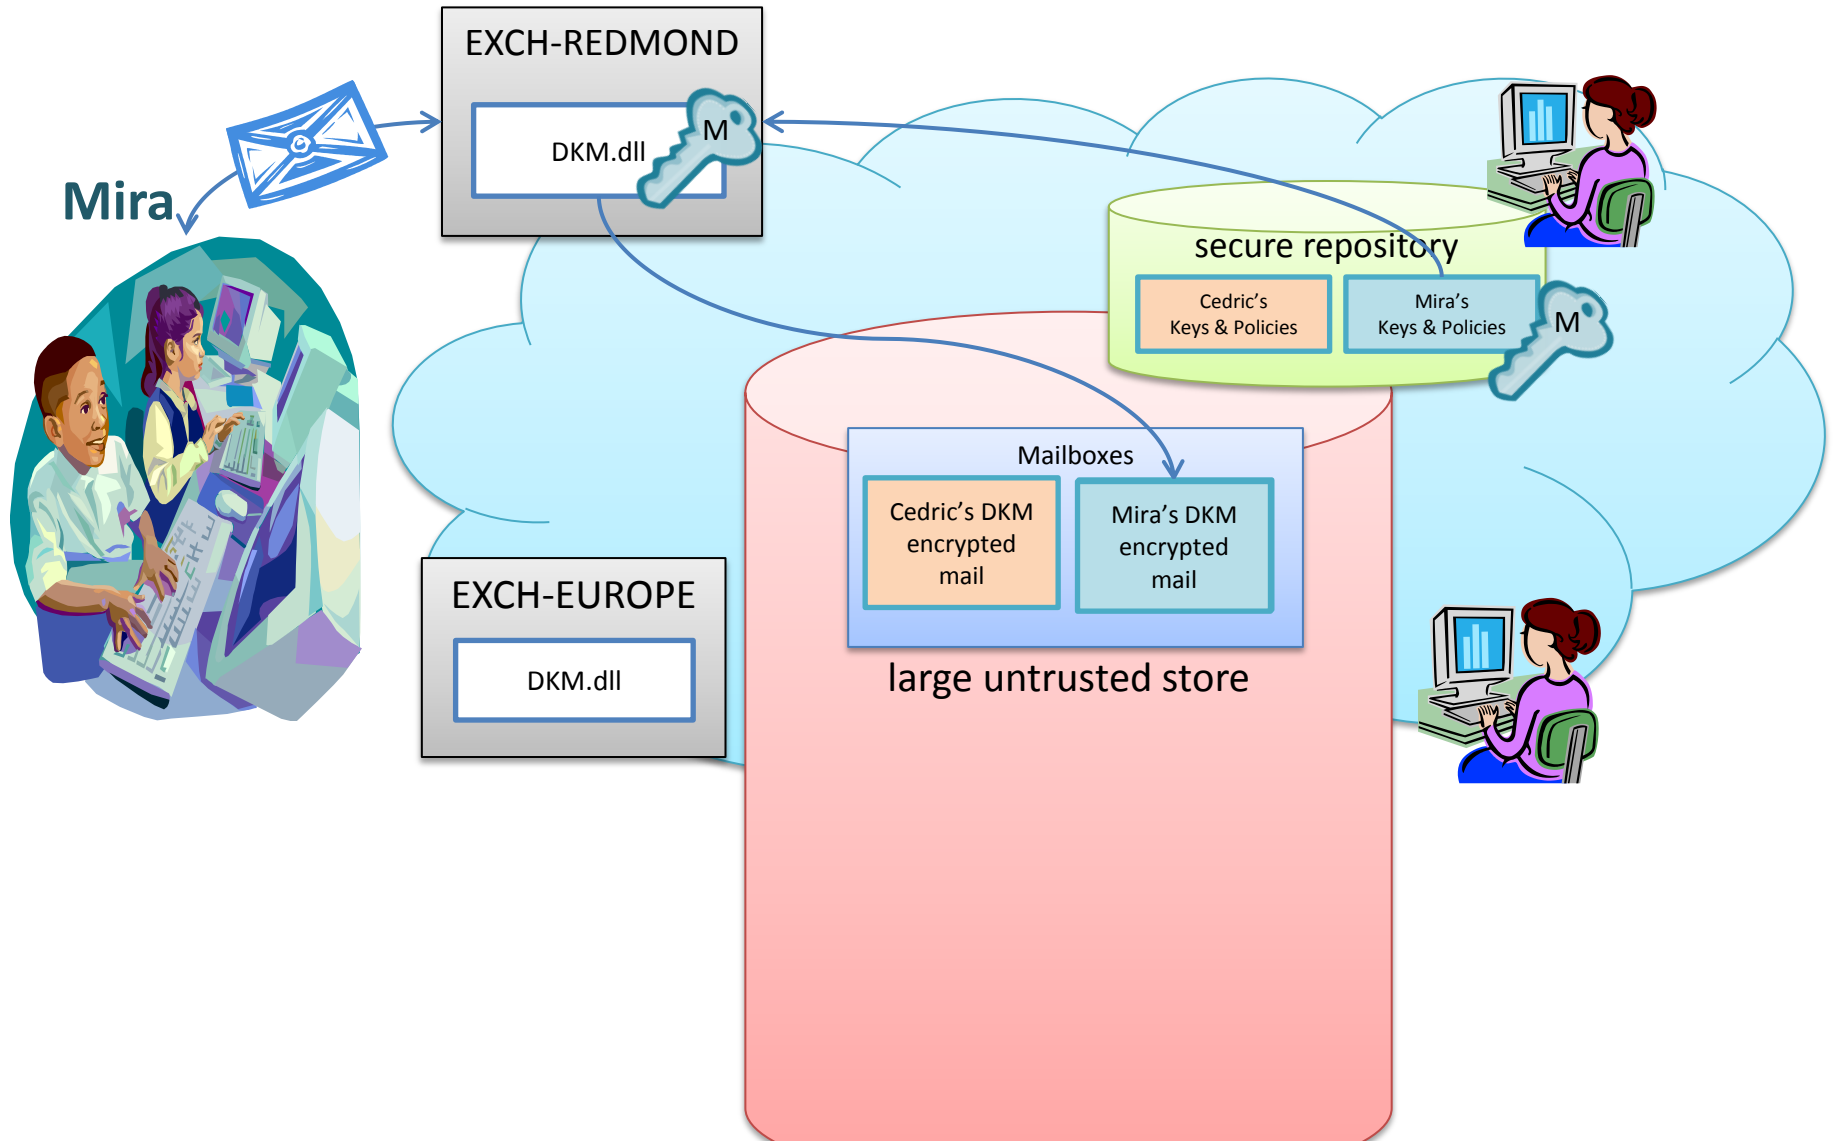 EXCH-REDMOND
DKM.dll
M
Mira
secure repository
Cedric’s
Keys & Policies
Mira’s
Keys & Policies
M
Mailboxes
Cedric’s DKM
encrypted
mail
Mira’s DKM
encrypted
mail
EXCH-EUROPE
DKM.dll
large untrusted store